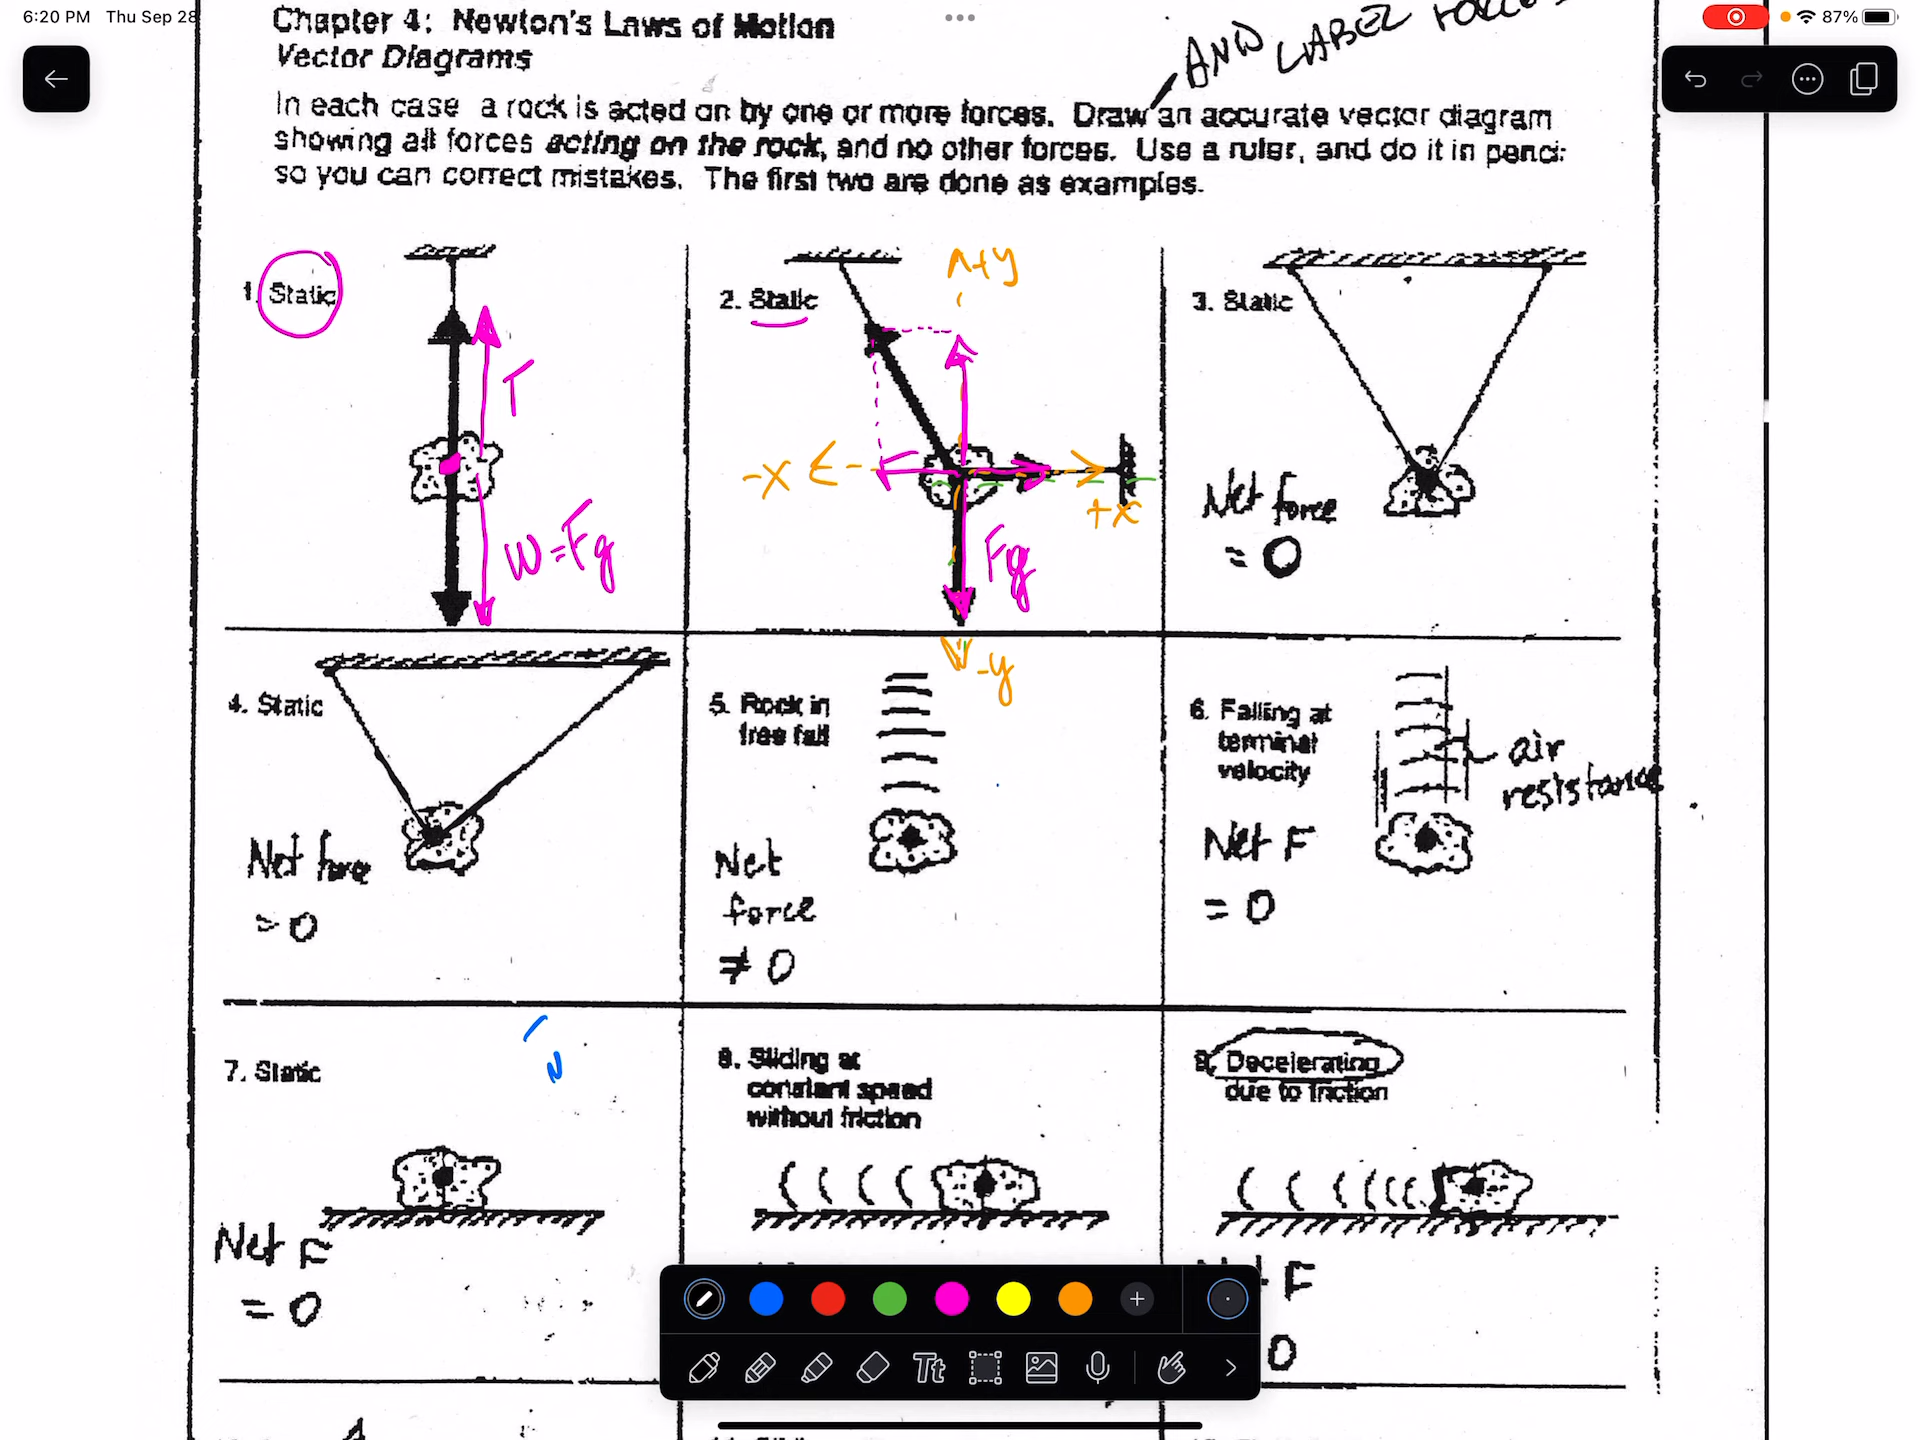 6:20 PM Thu Sep 28
87%
Chapter 4: Newton's Laws of Motion
Vector Diagrams
AND LABEL FORCES
In each case a rock is acted on by one or more forces. Draw an accurate vector diagram
showing all forces acting on the rock, and no other forces. Use a ruler, and do it in pencil
so you can correct mistakes. The first two are done as examples.
1. Static
T
W=Fg
2. Static
+y
-x
+x
Fg
-y
3. Static
Net force
= 0
4. Static
Net force
= 0
5. Rock in
free fall
Net
force
≠ 0
6. Falling at
terminal
velocity
air
resistance
Net F
= 0
7. Static
Net F
= 0
8. Sliding at
constant speed
without friction
9. Decelerating
due to friction
F
0
Tt